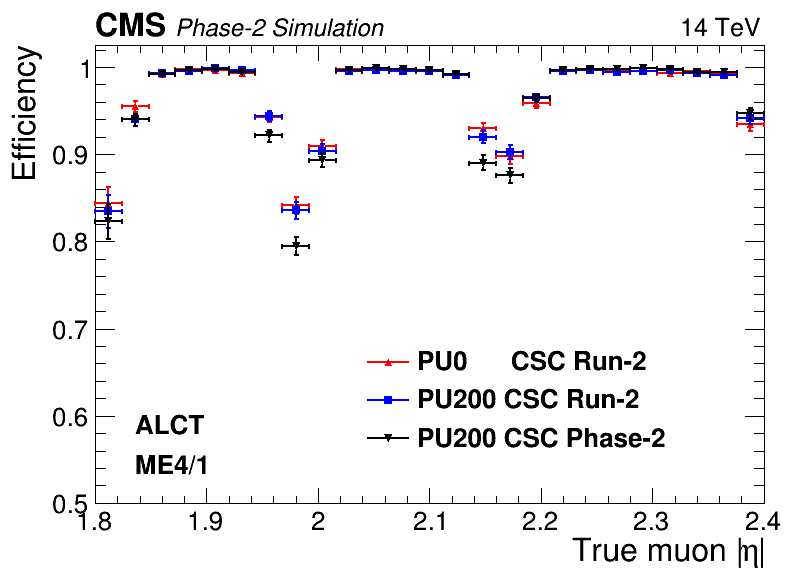 CMS Phase-2 Simulation 14 TeV
Efficiency
1
0.9
0.8
0.7
0.6
0.5
PU0 CSC Run-2
PU200 CSC Run-2
PU200 CSC Phase-2
ALCT
ME4/1
1.8 1.9 2 2.1 2.2 2.3 2.4
True muon |η|